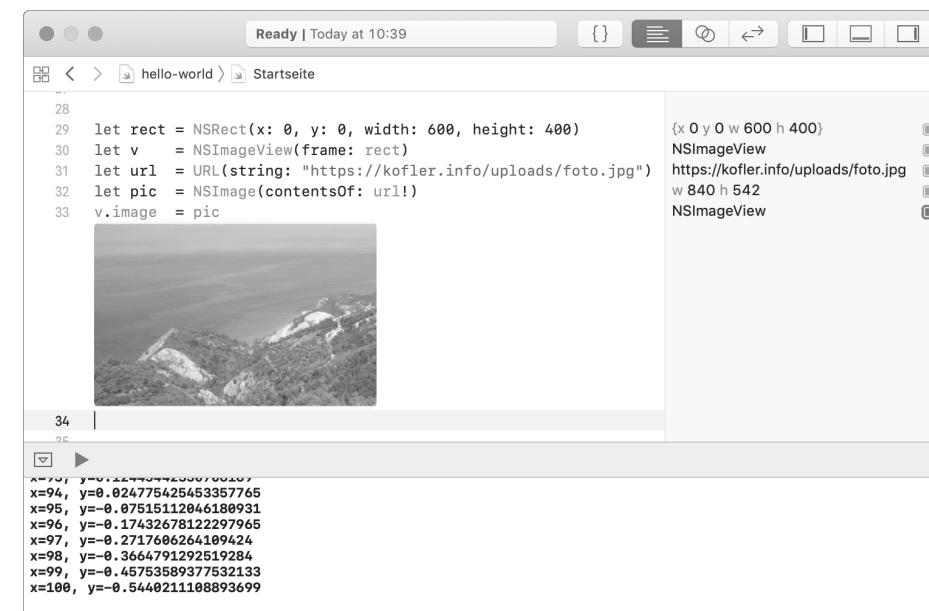 Ready | Today at 10:39
{}
hello-world 〉 Startseite
28
29 let rect = NSRect(x: 0, y: 0, width: 600, height: 400) {x 0 y 0 w 600 h 400}
30 let v    = NSImageView(frame: rect) NSImageView
31 let url  = URL(string: "https://kofler.info/uploads/foto.jpg") https://kofler.info/uploads/foto.jpg
32 let pic  = NSImage(contentsOf: url!) w 840 h 542
33 v.image  = pic NSImageView
34
x=94, y=0.024775425453357765
x=95, y=-0.07515112046180931
x=96, y=-0.17432678122297965
x=97, y=-0.2717606264109424
x=98, y=-0.3664791292519284
x=99, y=-0.45753589377532133
x=100, y=-0.5440211108893699